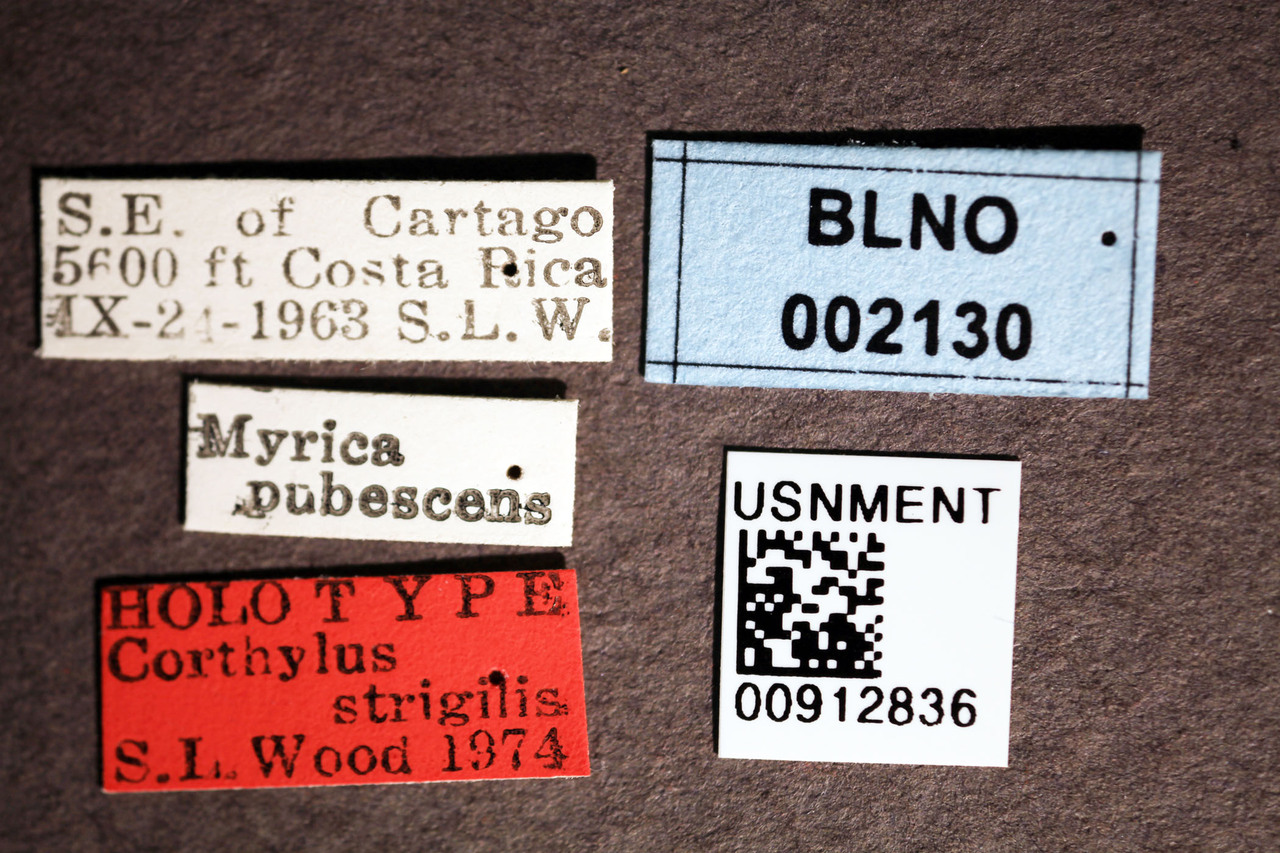 S.E. of Cartago
5600 ft Costa Rica
IX-24-1963 S.L.W.
Myrica
pubescens
HOLOTYPE
Corthylus
strigilis
S.L. Wood 1974
BLNO
002130
USNMENT
00912836